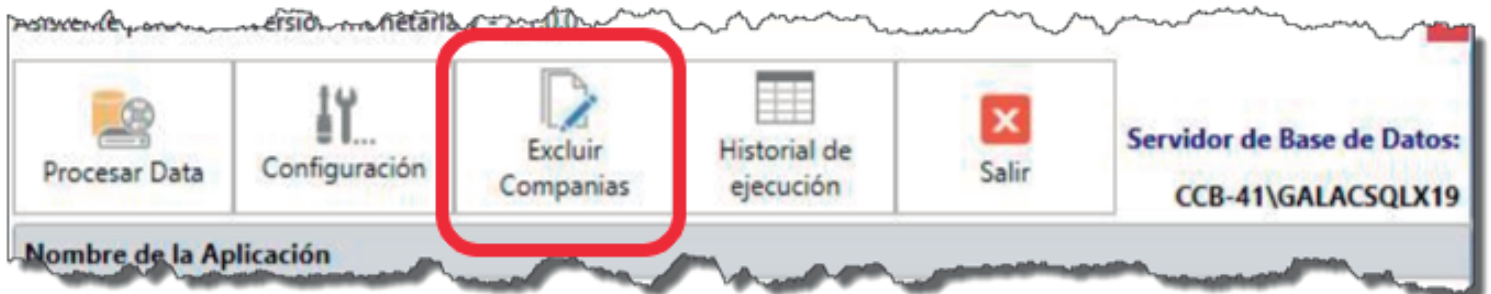 Procesar Data
Configuración
Excluir
Companias
Historial de
ejecución
Salir
Servidor de Base de Datos:
CCB-41\GALACSQLX19
Nombre de la Aplicación